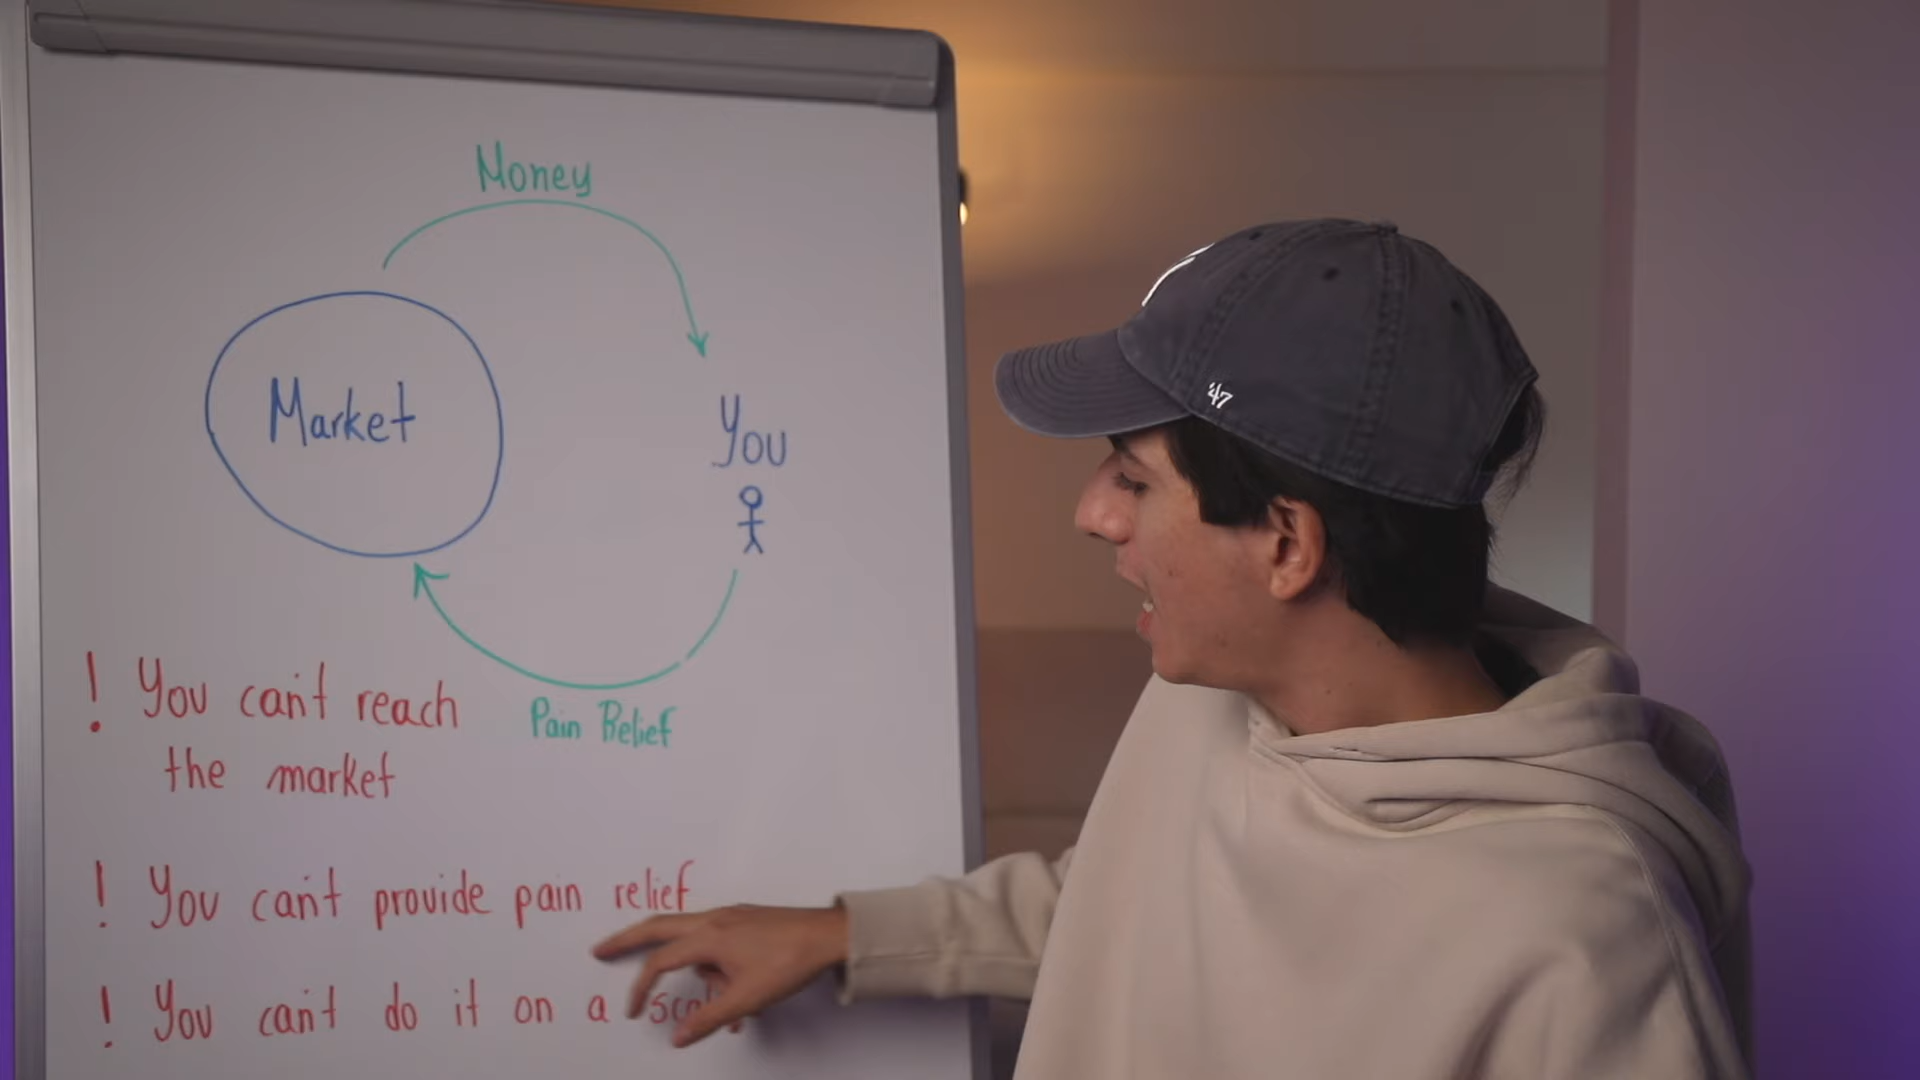 Money
Market
You
Pain Relief
! You can't reach
the market
! You can't provide pain relief
! You can't do it on a
'47